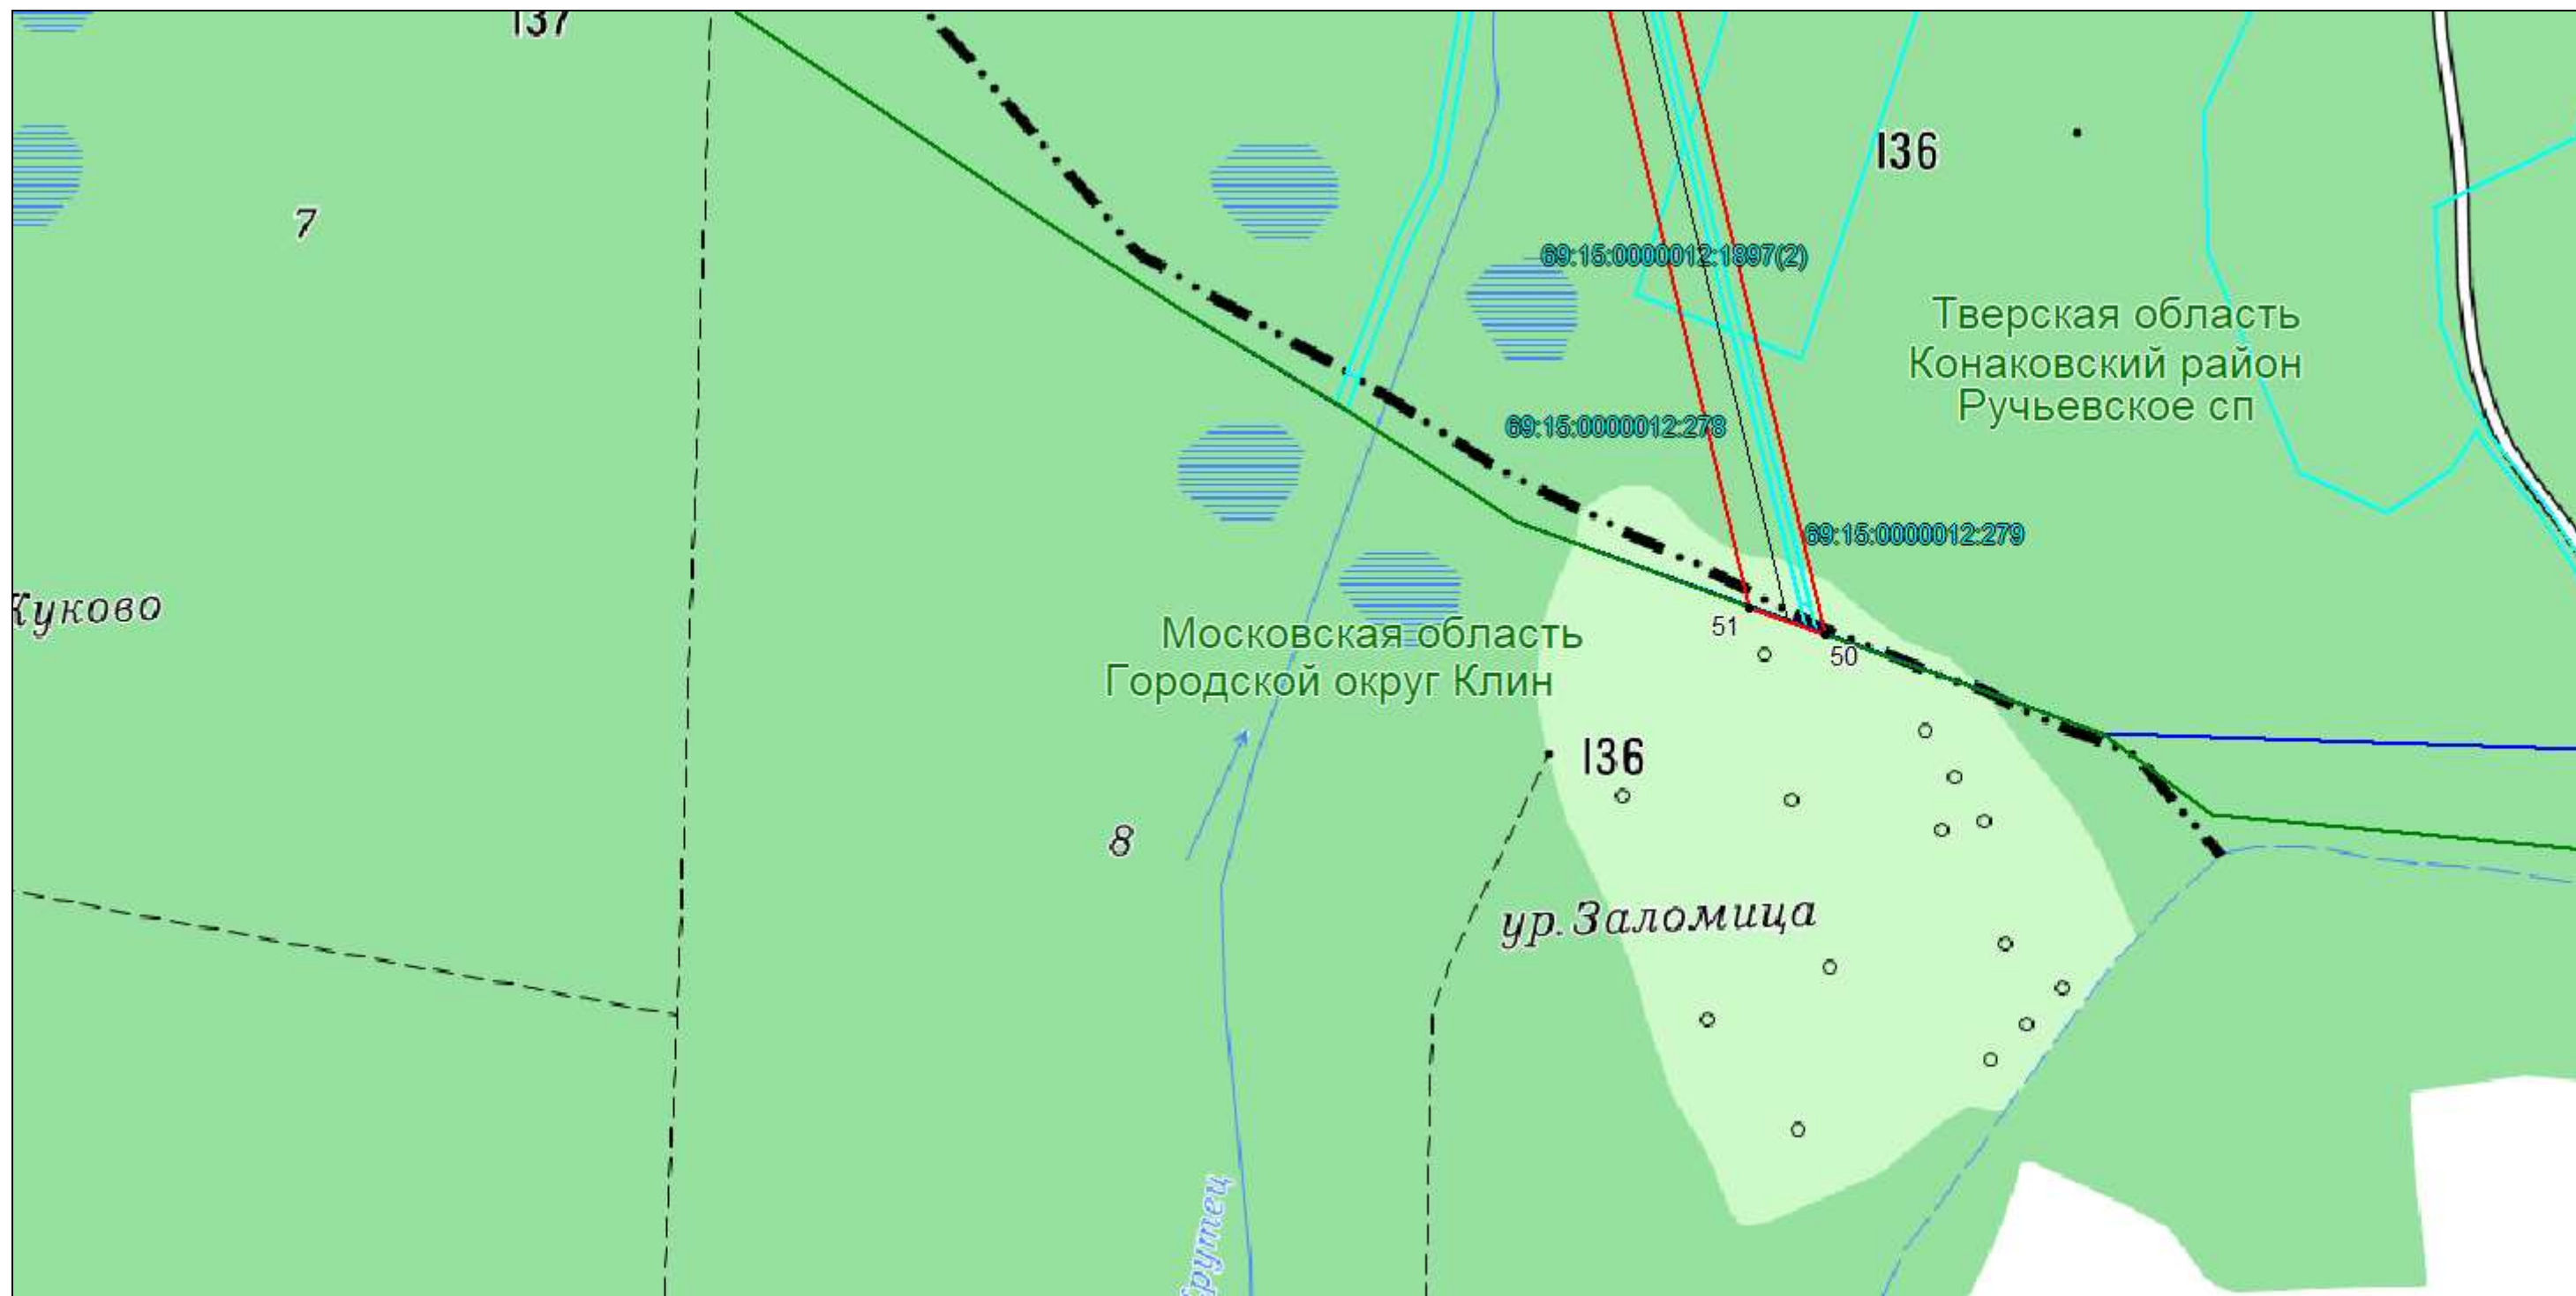 137
136
7
69:15:0000012:1897(2)
Тверская область
Конаковский район
Ручьевское сп
69:15:0000012:278
69:15:0000012:279
Куково
51
Московская область
50
Городской округ Клин
136
8
ур.Заломица